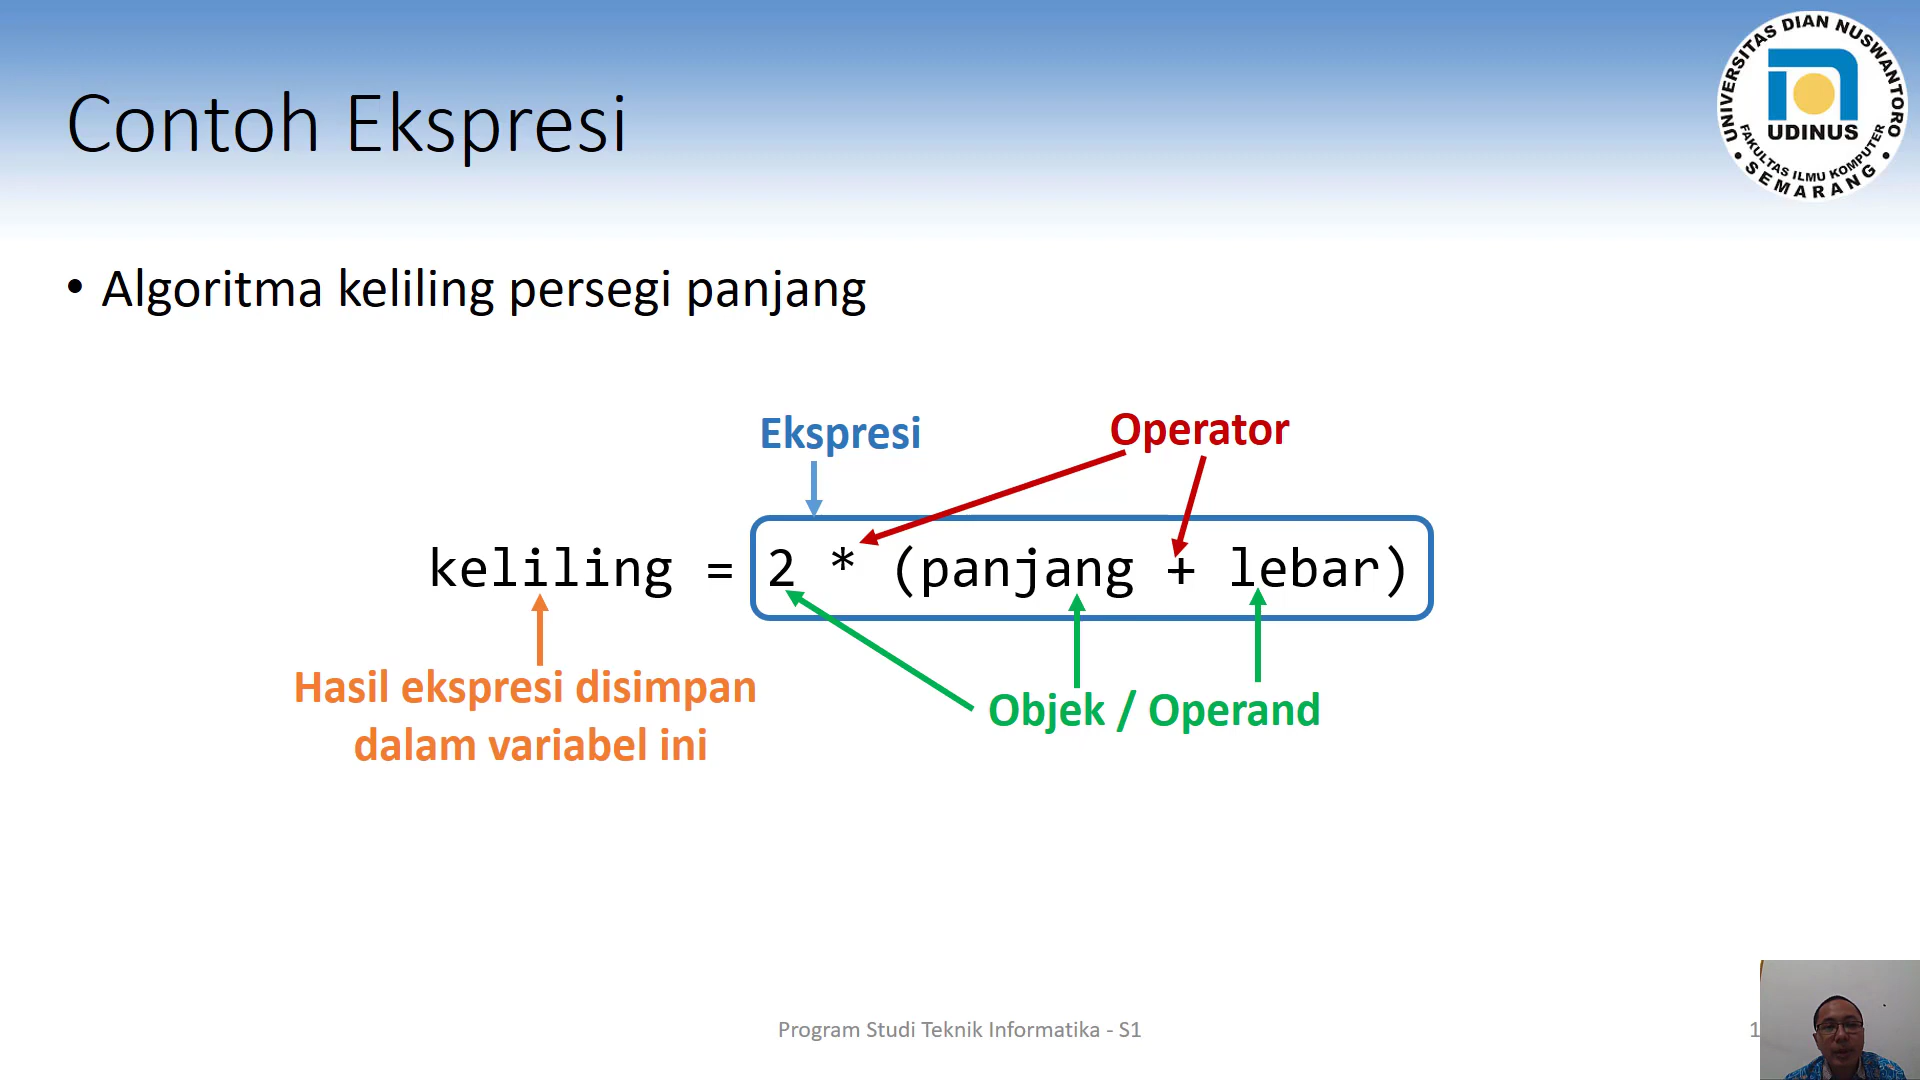 Contoh Ekspresi
UNIVERSITAS DIAN NUSWANTORO
UDINUS
FAKULTAS ILMU KOMPUTER
• SEMARANG •
• Algoritma keliling persegi panjang
Ekspresi
Operator
keliling = 2 * (panjang + lebar)
Hasil ekspresi disimpan
dalam variabel ini
Objek / Operand
Program Studi Teknik Informatika - S1